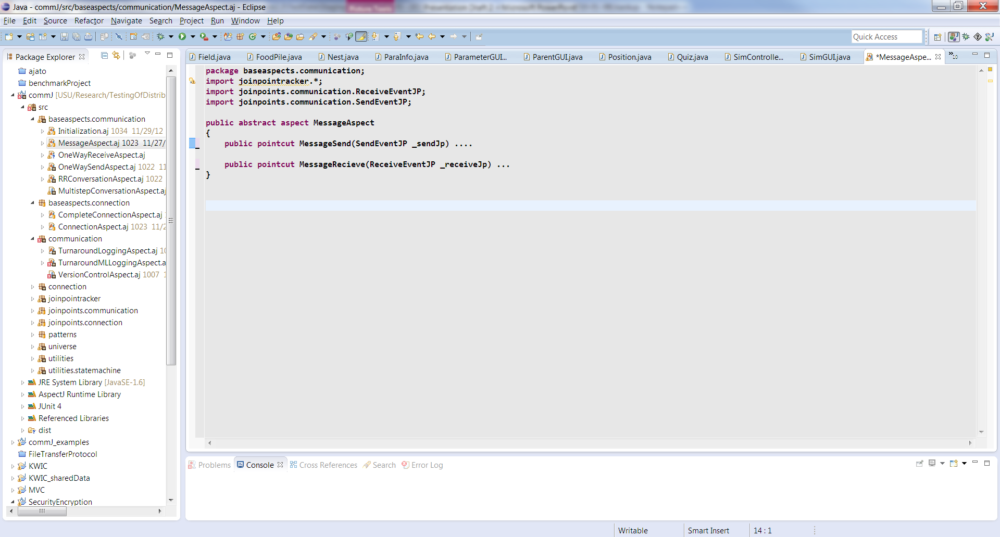 Java - commJ/src/baseaspects/communication/MessageAspect.aj - Eclipse
File Edit Source Refactor Navigate Search Project Run Window Help
Quick Access
Package Explorer
ajato
benchmarkProject
commJ [USU/Research/TestingOfDistrib
src
baseaspects.communication
Initialization.aj 1034 11/29/12
MessageAspect.aj 1023 11/27/
OneWayReceiveAspect.aj
OneWaySendAspect.aj 1022 11
RRConversationAspect.aj 1022
MultistepConversationAspect.aj
baseaspects.connection
CompleteConnectionAspect.aj
ConnectionAspect.aj 1023 11/2
communication
TurnaroundLoggingAspect.aj 10
TurnaroundMLLoggingAspect.a
VersionControlAspect.aj 1007 1
connection
joinpointracker
joinpoints.communication
joinpoints.connection
patterns
universe
utilities
utilities.statemachine
JRE System Library [JavaSE-1.6]
AspectJ Runtime Library
JUnit 4
Referenced Libraries
dist
commJ_examples
FileTransferProtocol
KWIC
KWIC_sharedData
MVC
SecurityEncryption
Field.java FoodPile.java Nest.java ParaInfo.java ParameterGUI... ParentGUI.java Position.java Quiz.java SimControlle... SimGUI.java *MessageAspe... »10
package baseaspects.communication;
import joinpointracker.*;
import joinpoints.communication.ReceiveEventJP;
import joinpoints.communication.SendEventJP;
public abstract aspect MessageAspect
{
public pointcut MessageSend(SendEventJP _sendJp) ....
public pointcut MessageRecieve(ReceiveEventJP _receiveJp) ...
}
Problems Console Cross References Search Error Log
Writable Smart Insert 14 : 1